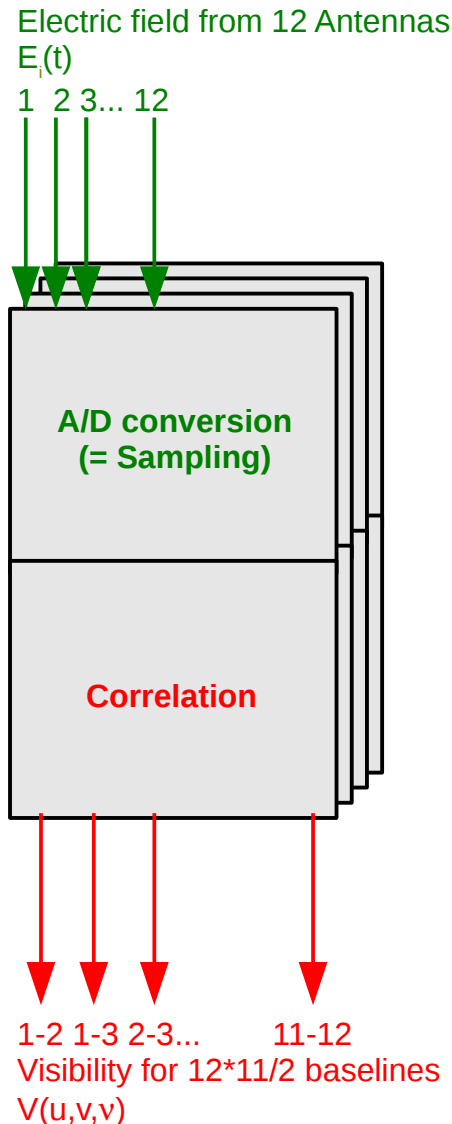 Electric field from 12 Antennas
Ei(t)
1 2 3... 12
A/D conversion
(= Sampling)
Correlation
1-2 1-3 2-3... 11-12
Visibility for 12*11/2 baselines
V(u,v,ν)